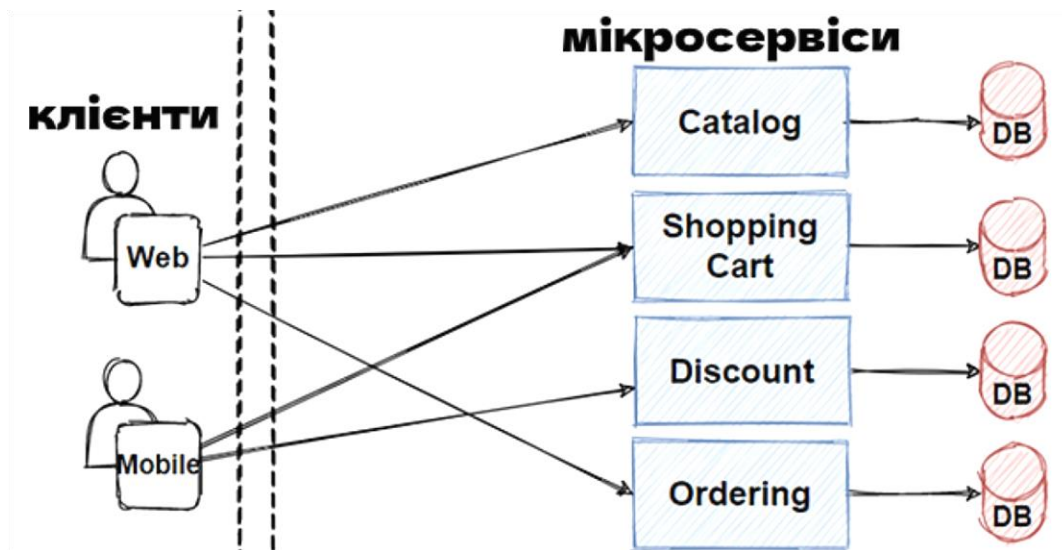 мікросервіси
клієнти
Catalog
DB
Web
Shopping
Cart
DB
Mobile
Discount
DB
Ordering
DB